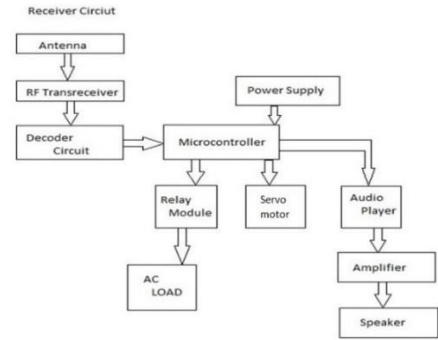 Receiver Circiut
Antenna
RF Transreceiver
Power Supply
Decoder
Circuit
Microcontroller
Relay
Module
Servo
motor
Audio
Player
AC
LOAD
Amplifier
Speaker